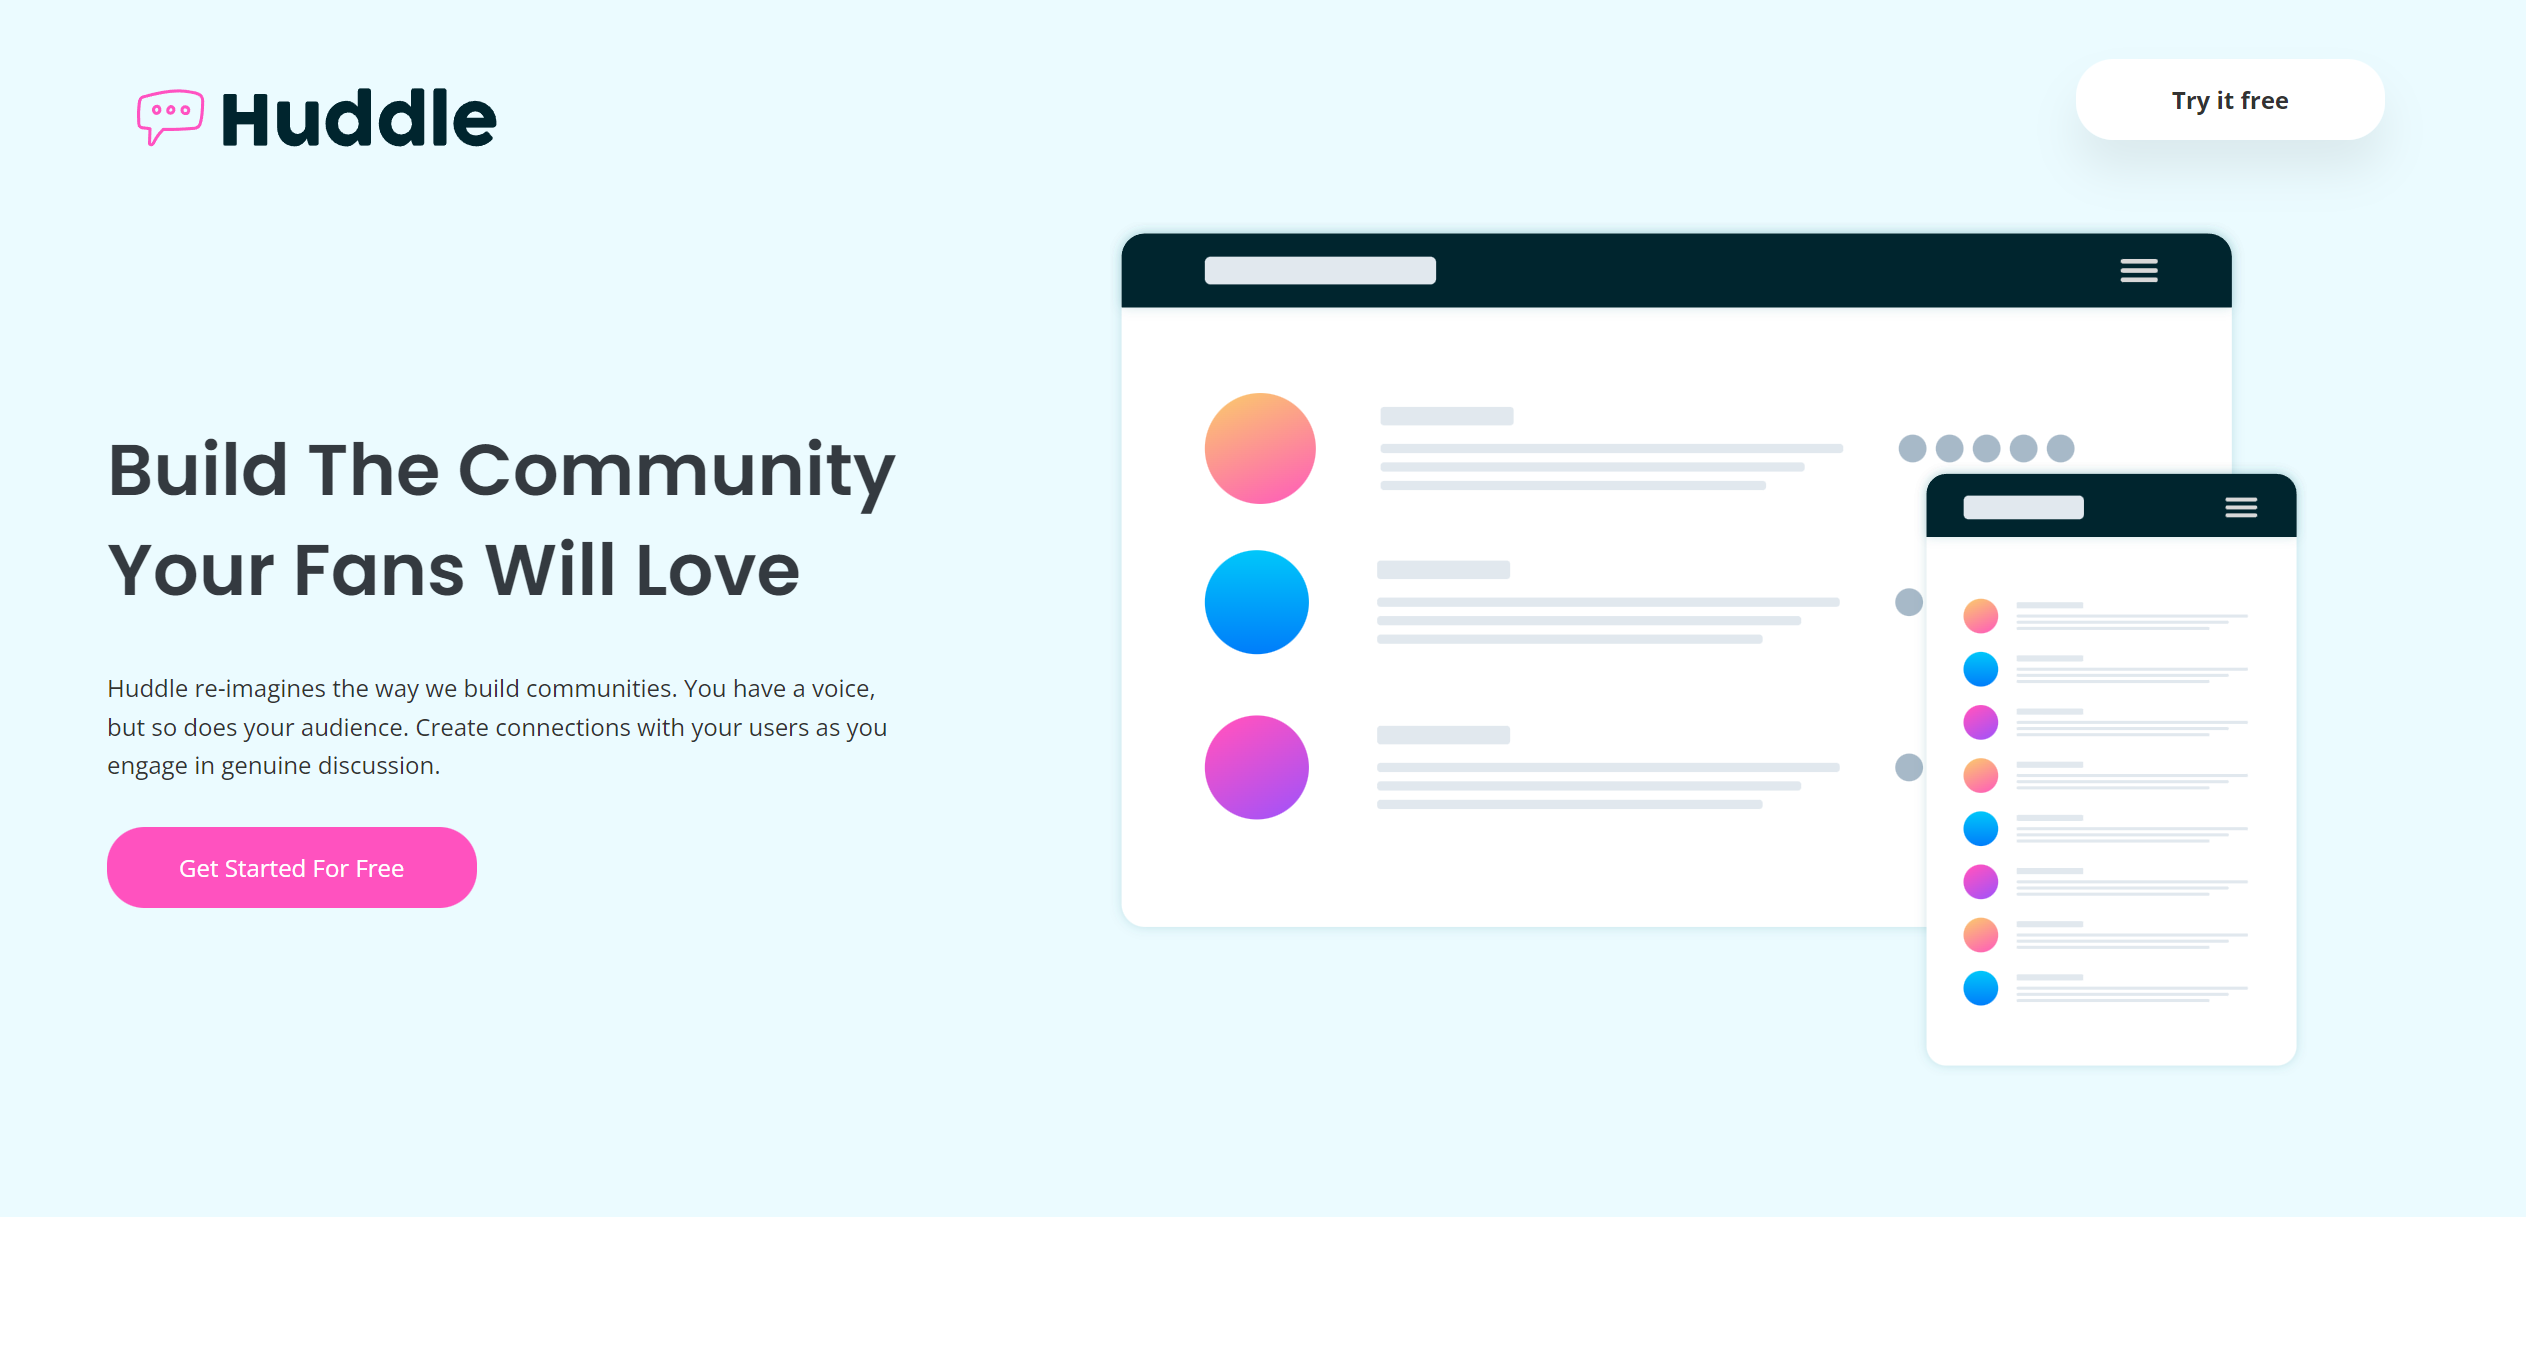 Huddle
Try it free
Build The Community
Your Fans Will Love
Huddle re-imagines the way we build communities. You have a voice,
but so does your audience. Create connections with your users as you
engage in genuine discussion.
Get Started For Free